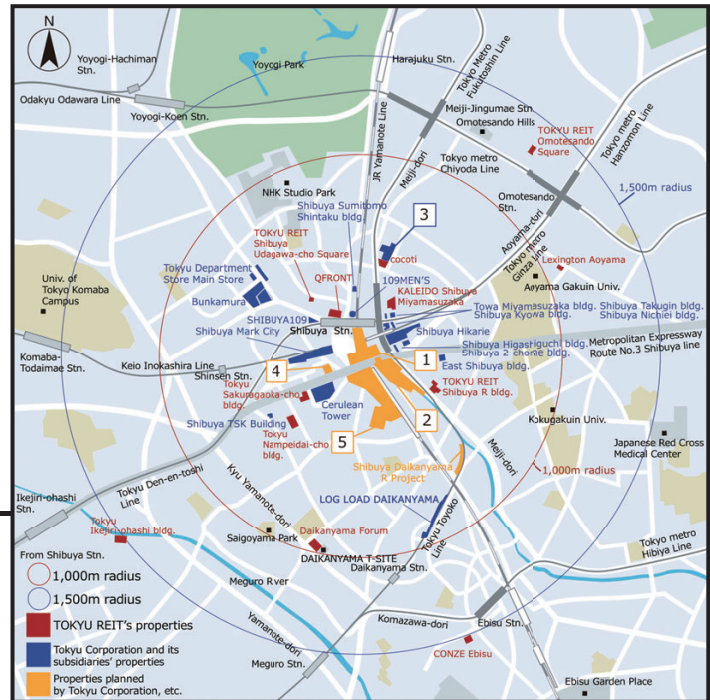 N
Yoyogi-Hachiman
Stn.
Yoycgi Park
Harajuku Stn.
Tokyo Metro
Fukutoshin Line
Odakyu Odawara Line
Yoyogi-Koen Stn.
JR Yamanote Line
Meiji-dori
Meiji-Jingumae Stn.
Omotesando Hills
TOKYU REIT
Omotesando
Square
Tokyo metro
Hanzomon Line
Tokyo metro
Chiyoda Line
1,500m radius
NHK Studio Park
Omotesando
Stn.
Shibuya Sumitomo
Shintaku bldg.
3
Aoyama-dori
Tokyo metro
Ginza Line
TOKYU REIT
Shibuya
Udagawa-cho Square
cocoti
Lexington Aoyama
Tokyu Department
Store Main Store
QFRONT
109MEN'S
Aoyama Gakuin Univ.
Univ. of
Tokyo Komaba
Campus
Bunkamura
KALEIDO Shibuya
Miyamasuzaka
SHIBUYA109
Shibuya Stn.
Towa Miyamasuzaka bldg.
Shibuya Kyowa bldg.
Shibuya Takugin bldg.
Shibuya Nichiei bldg.
Shibuya Mark City
Shibuya Hikarie
Metropolitan Expressway
Route No.3 Shibuya line
Komaba-
Todaimae Stn.
Keio Inokashira Line
Shinsen Stn.
Shibuya Higashiguchi bldg.
Shibuya 2-chome bldg.
1
4
East Shibuya bldg.
Tokyu
Sakuragaoka-cho
bldg.
TOKYU REIT
Shibuya R bldg.
Cerulean
Tower
2
Shibuya TSK Buildng
Kokugakuin Univ.
Tokyu
Nampeidai-cho
bldg.
5
Japanese Red Cross
Medical Center
Meiji-dori
Shibuya Daikanyama
R Project
1,000m radius
Ikejiri-ohashi
Stn.
Tokyu Den-en-toshi
Line
Kyu Yamanote-dori
LOG LOAD DAIKANYAMA
Tokyu Toyoko
Line
Tokyu
Ikejiri-ohashi bldg.
Saigoyama Park
Daikanyama Forum
Tokyo metro
Hibiya Line
DAIKANYAMA T-SITE
Daikanyama Stn.
From Shibuya Stn.
1,000m radius
1,500m radius
Meguro Rver
TOKYU REIT's properties
Yamanote-dori
Komazawa-dori
Ebisu Stn.
Tokyu Corporation and its
subsidiaries' properties
Meguro Stn.
CONZE Ebisu
Properties planned
by Tokyu Corporation, etc.
Ebisu Garden Place